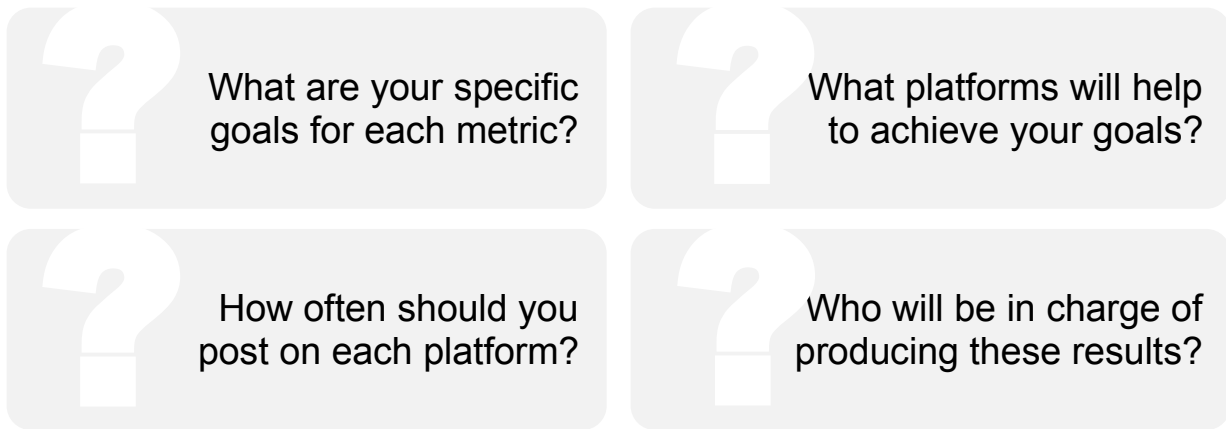 What are your specific
goals for each metric?
What platforms will help
to achieve your goals?
How often should you
post on each platform?
Who will be in charge of
producing these results?